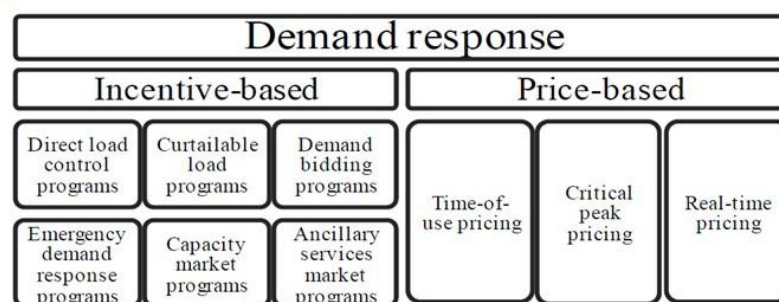 Demand response
Incentive-based
Price-based
Direct load
control
programs
Curtailable
load
programs
Demand
bidding
programs
Time-of-
use pricing
Critical
peak
pricing
Real-time
pricing
Emergency
demand
response
programs
Capacity
market
programs
Ancillary
services
market
programs